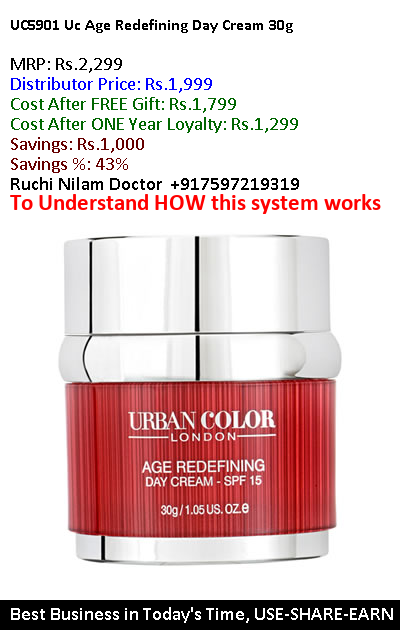 UC5901 Uc Age Redefining Day Cream 30g
MRP: Rs.2,299
Distributor Price: Rs.1,999
Cost After FREE Gift: Rs.1,799
Cost After ONE Year Loyalty: Rs.1,299
Savings: Rs.1,000
Savings %: 43%
Ruchi Nilam Doctor +917597219319
To Understand HOW this system works
URBAN COLOR
LONDON
AGE REDEFINING
DAY CREAM - SPF 15
30g / 1.05 US. OZ.e
Best Business in Today's Time, USE-SHARE-EARN